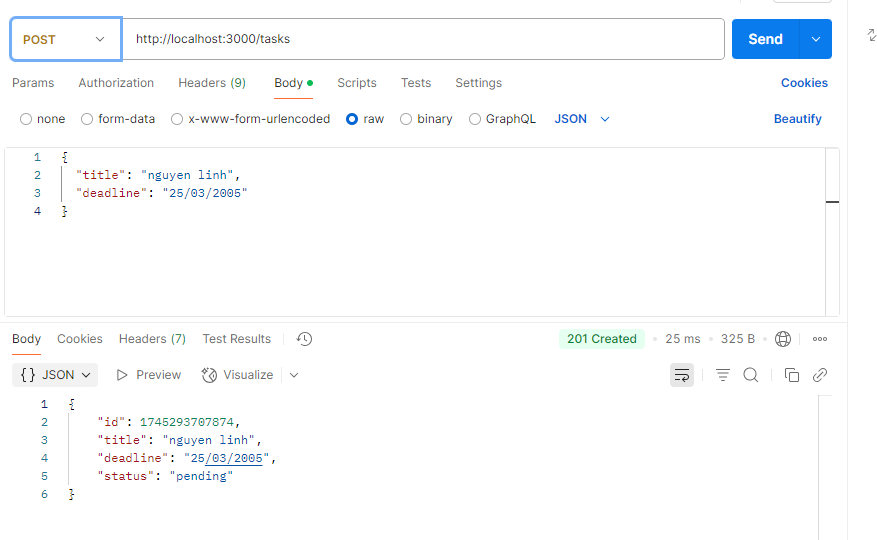 POST http://localhost:3000/tasks Send
Params Authorization Headers (9) Body Scripts Tests Settings Cookies
none form-data x-www-form-urlencoded raw binary GraphQL JSON Beautify
1 {
2 "title": "nguyen linh",
3 "deadline": "25/03/2005"
4 }
Body Cookies Headers (7) Test Results 201 Created 25 ms 325 B
{} JSON Preview Visualize
1 {
2 "id": 1745293707874,
3 "title": "nguyen linh",
4 "deadline": "25/03/2005",
5 "status": "pending"
6 }